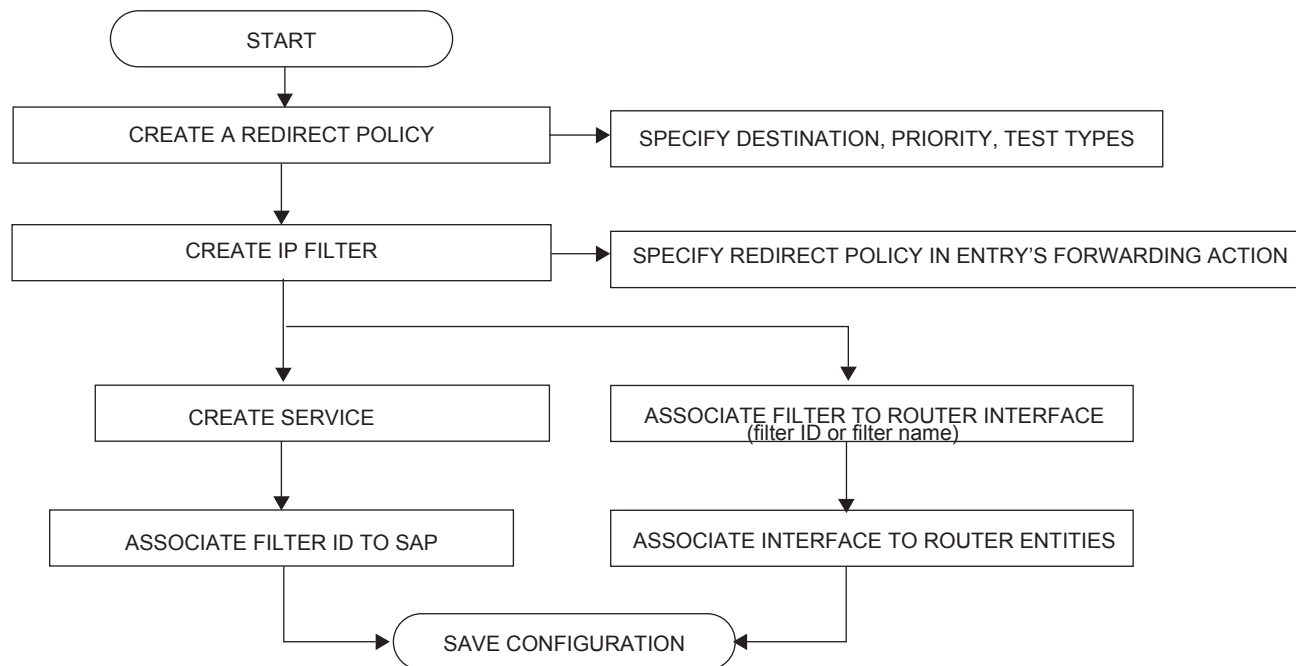 START
CREATE A REDIRECT POLICY
SPECIFY DESTINATION, PRIORITY, TEST TYPES
CREATE IP FILTER
SPECIFY REDIRECT POLICY IN ENTRY’S FORWARDING ACTION
CREATE SERVICE
ASSOCIATE FILTER TO ROUTER INTERFACE
(filter ID or filter name)
ASSOCIATE FILTER ID TO SAP
ASSOCIATE INTERFACE TO ROUTER ENTITIES
SAVE CONFIGURATION